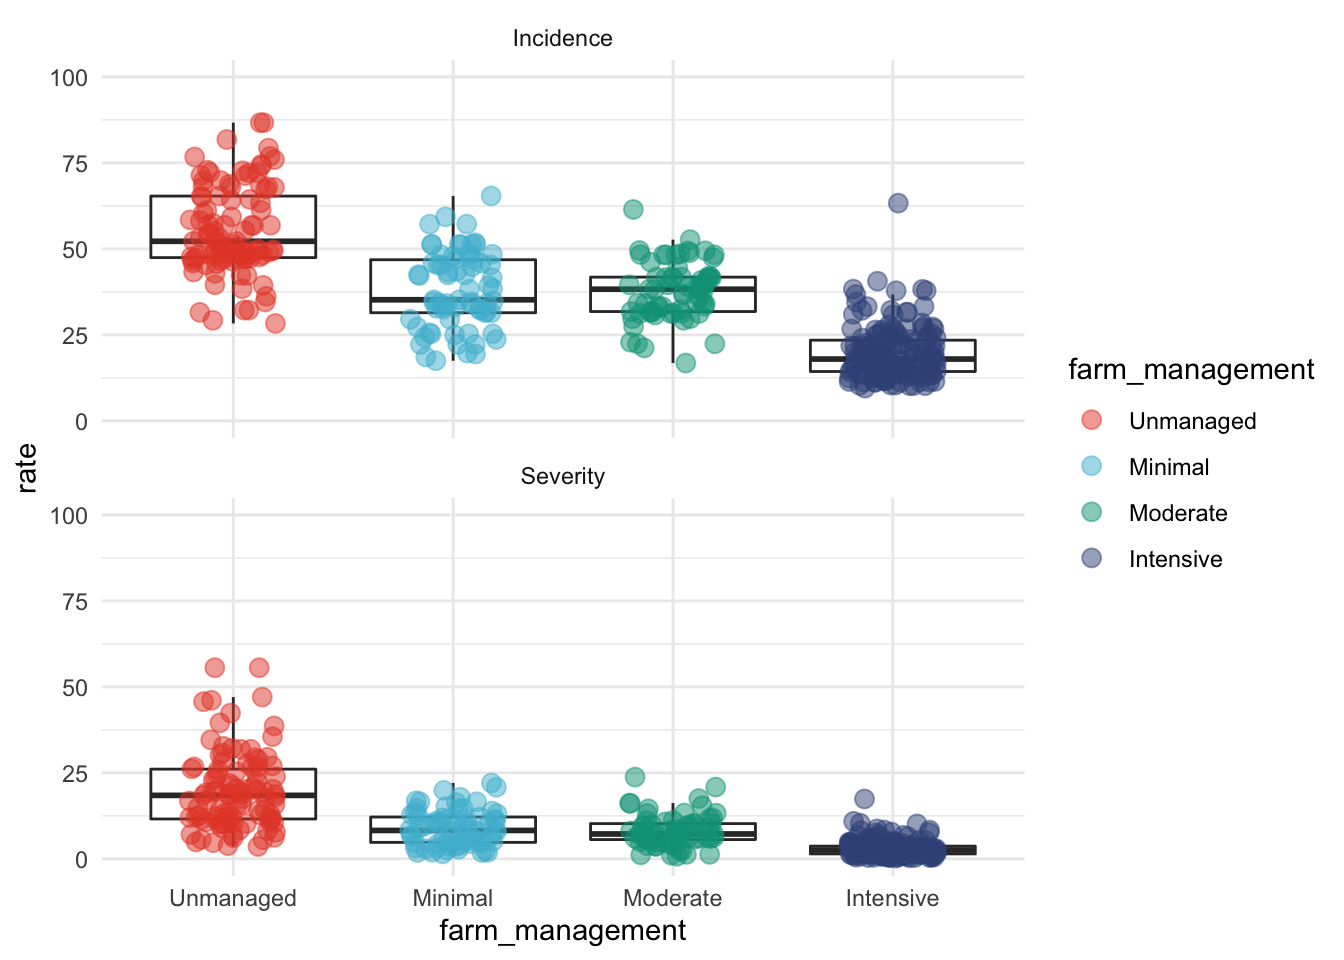 Incidence
100
75
50
25
0
Severity
100
75
50
25
0
rate
Unmanaged Minimal Moderate Intensive
farm_management
farm_management
Unmanaged
Minimal
Moderate
Intensive